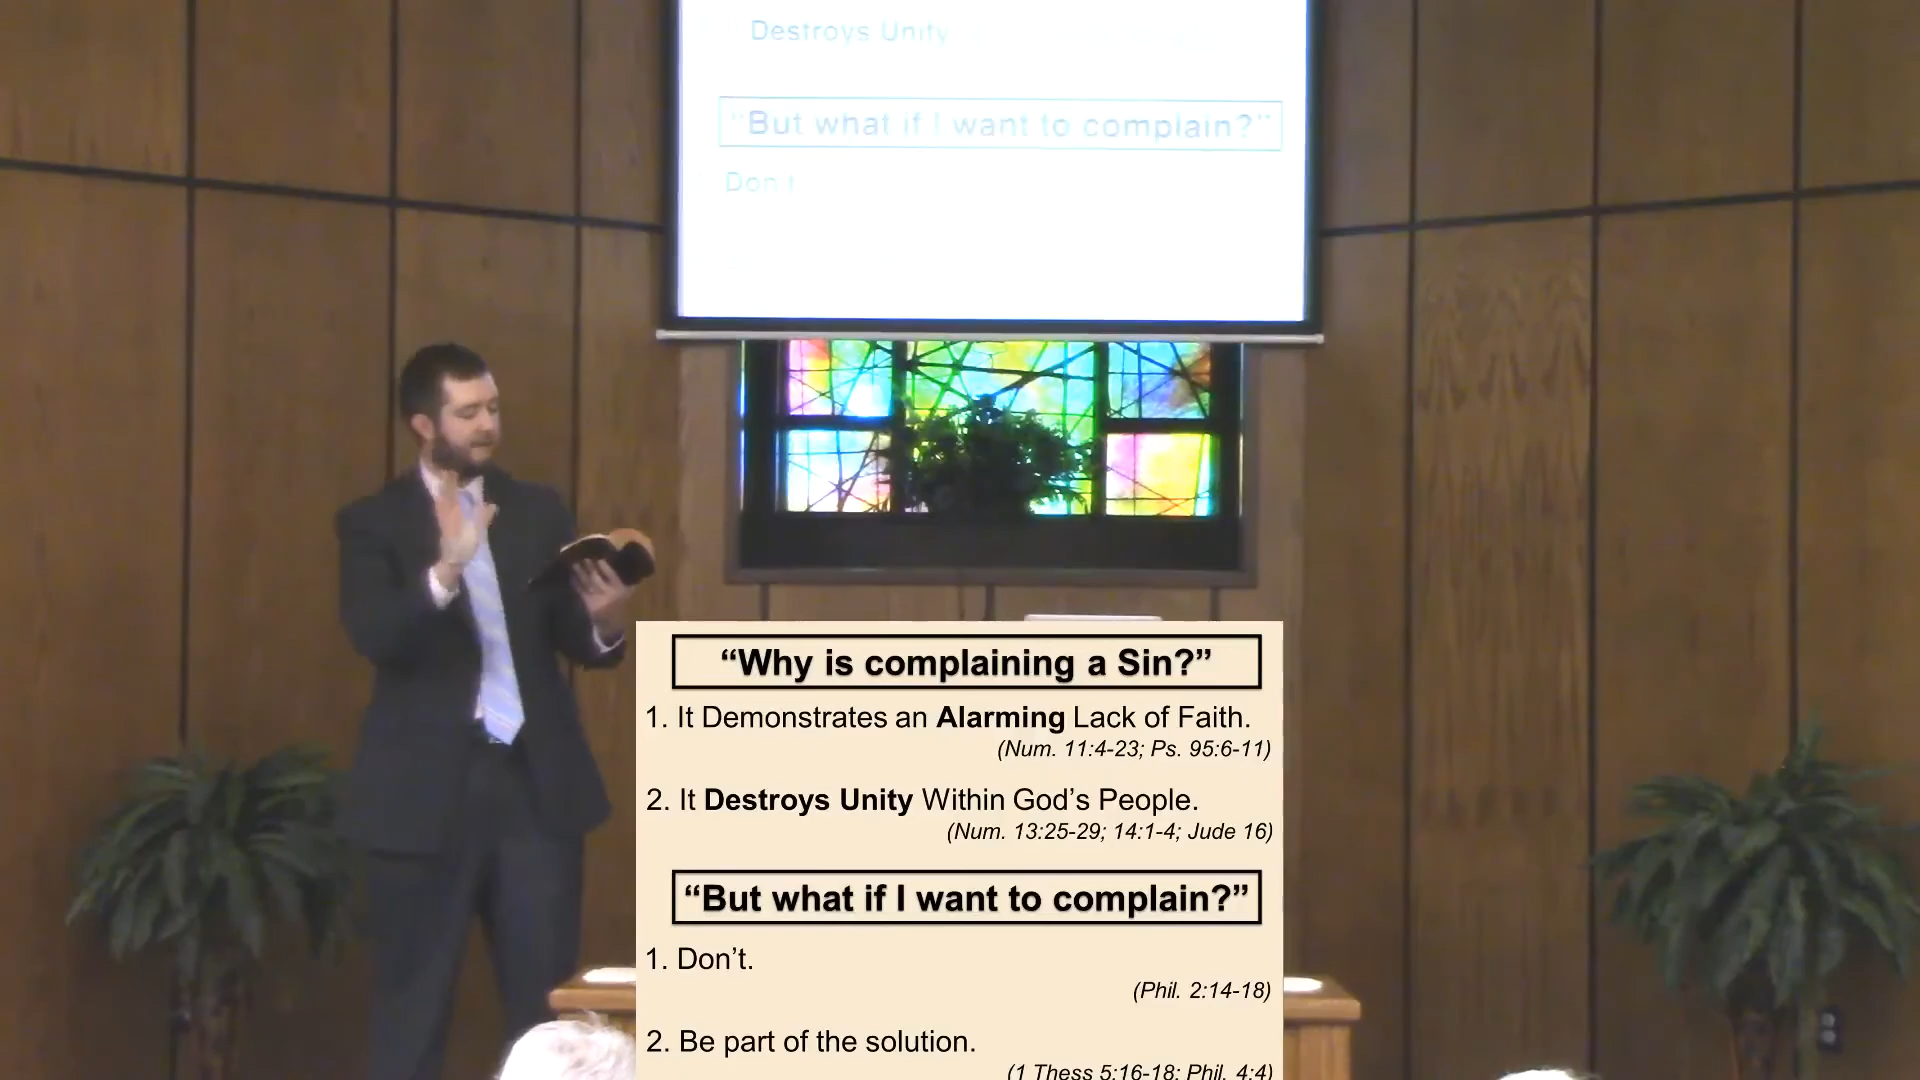 Destroys Unity
“But what if I want to complain?”
Don't
“Why is complaining a Sin?”
1. It Demonstrates an Alarming Lack of Faith.
(Num. 11:4-23; Ps. 95:6-11)
2. It Destroys Unity Within God’s People.
(Num. 13:25-29; 14:1-4; Jude 16)
“But what if I want to complain?”
1. Don’t.
(Phil. 2:14-18)
2. Be part of the solution.
(1 Thess 5:16-18; Phil. 4:4)